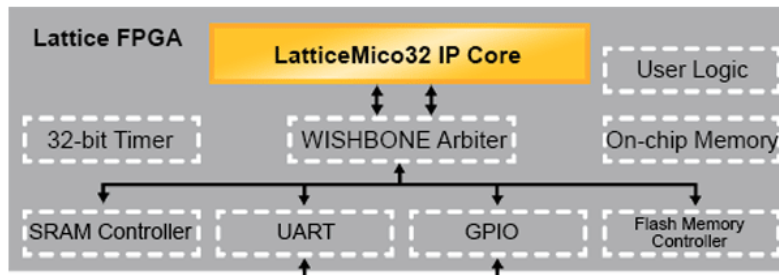 Lattice FPGA
LatticeMico32 IP Core
User Logic
32-bit Timer
WISHBONE Arbiter
On-chip Memory
SRAM Controller
UART
GPIO
Flash Memory
Controller